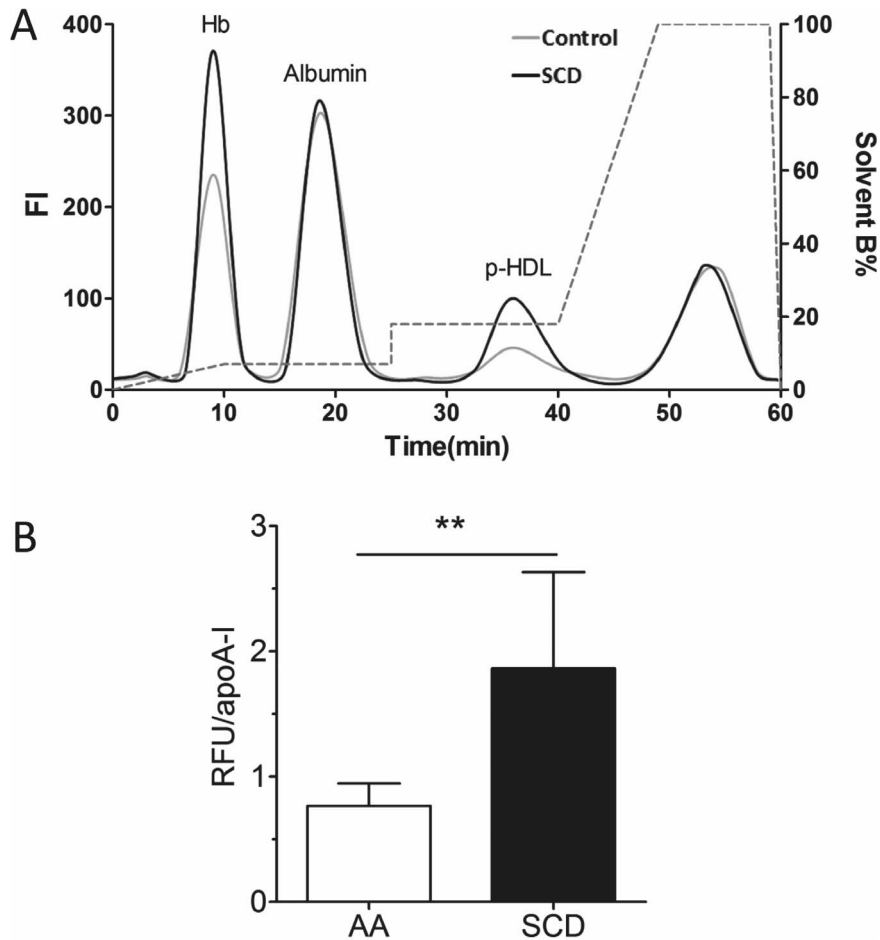 A
Hb
Albumin
p-HDL
Control
SCD
FI
400
300
200
100
0
Solvent B%
100
80
60
40
20
0
0 10 20 30 40 50 60
Time(min)
B
**
RFU/apoA-I
3
2
1
0
AA SCD